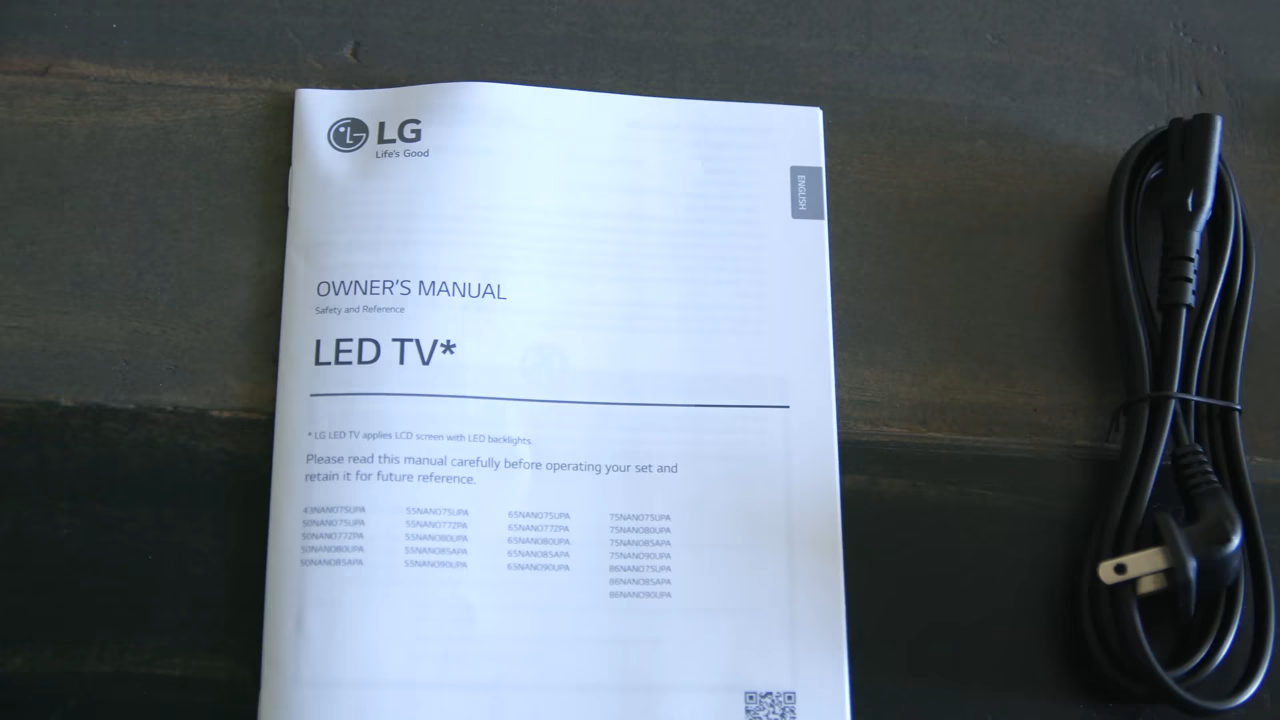 LG
Life's Good
ENGLISH
OWNER'S MANUAL
Safety and Reference
LED TV*
* LG LED TV applies LCD screen with LED backlights.
Please read this manual carefully before operating your set and
retain it for future reference.
43NANO75UPA 55NANO75UPA 65NANO75UPA 75NANO75UPA
50NANO75UPA 55NANO77ZPA 65NANO77ZPA 75NANO80UPA
50NANO77ZPA 55NANO80UPA 65NANO80UPA 75NANO85APA
50NANO80UPA 55NANO85APA 65NANO85APA 75NANO90UPA
50NANO85APA 55NANO90UPA 65NANO90UPA 86NANO75UPA
86NANO85APA
86NANO90UPA